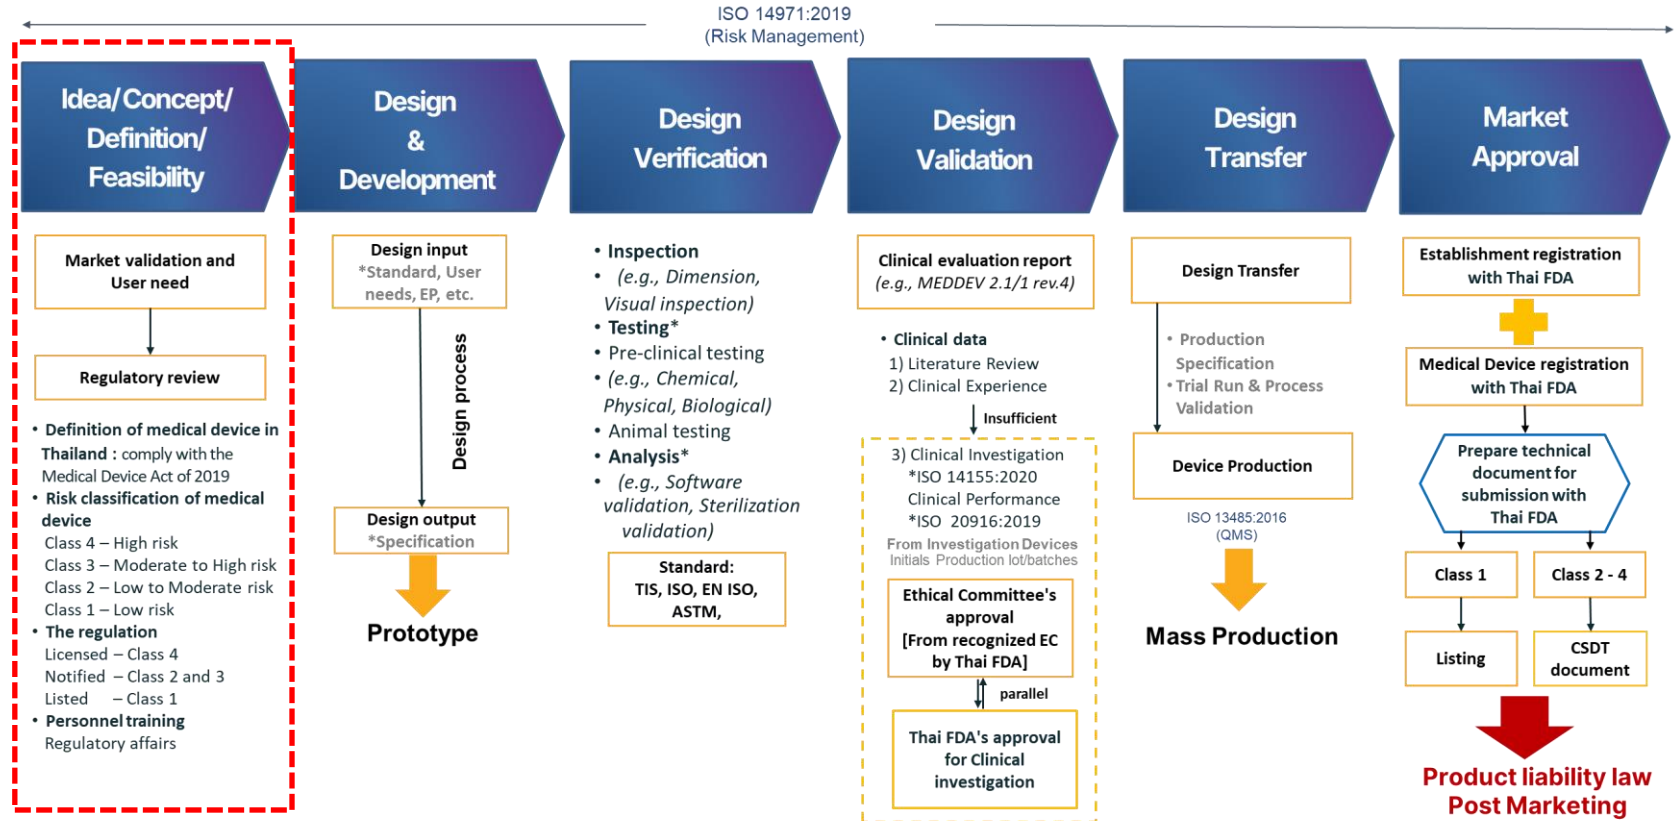 ISO 14971:2019
(Risk Management)
Idea/Concept/
Definition/
Feasibility
Market validation and
User need
Regulatory review
• Definition of medical device in
Thailand : comply with the
Medical Device Act of 2019
• Risk classification of medical
device
Class 4 – High risk
Class 3 – Moderate to High risk
Class 2 – Low to Moderate risk
Class 1 – Low risk
• The regulation
Licensed – Class 4
Notified – Class 2 and 3
Listed – Class 1
• Personnel training
Regulatory affairs
Design
&
Development
Design input
*Standard, User
needs, EP, etc.
Design process
Design output
*Specification
Prototype
Design
Verification
• Inspection
• (e.g., Dimension,
Visual inspection)
• Testing*
• Pre-clinical testing
• (e.g., Chemical,
Physical, Biological)
• Animal testing
• Analysis*
• (e.g., Software
validation, Sterilization
validation)
Standard:
TIS, ISO, EN ISO,
ASTM,
Design
Validation
Clinical evaluation report
(e.g., MEDDEV 2.1/1 rev.4)
• Clinical data
1) Literature Review
2) Clinical Experience
Insufficient
3) Clinical Investigation
*ISO 14155:2020
Clinical Performance
*ISO 20916:2019
From Investigation Devices
Initials Production lot/batches
Ethical Committee's
approval
[From recognized EC
by Thai FDA]
parallel
Thai FDA's approval
for Clinical
investigation
Design
Transfer
Design Transfer
• Production
Specification
• Trial Run & Process
Validation
Device Production
ISO 13485:2016
(QMS)
Mass Production
Market
Approval
Establishment registration
with Thai FDA
Medical Device registration
with Thai FDA
Prepare technical
document for
submission with
Thai FDA
Class 1
Class 2 - 4
Listing
CSDT
document
Product liability law
Post Marketing